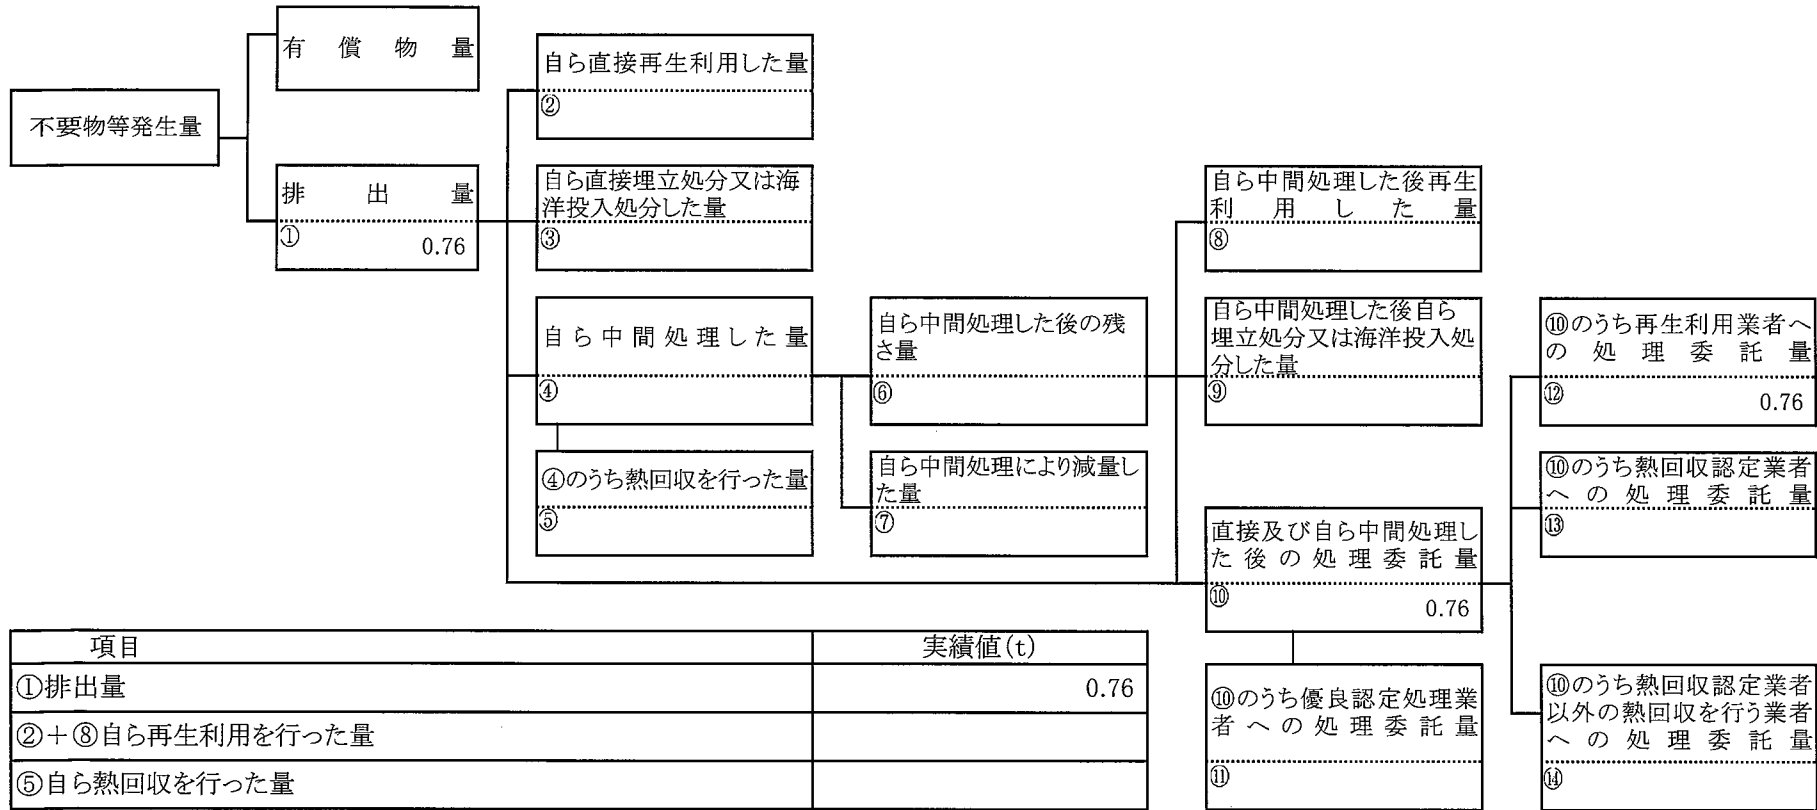 有償物量
不要物等発生量
排出量
①
0.76
自ら直接再生利用した量
②
自ら直接埋立処分又は海
洋投入処分した量
③
自ら中間処理した量
④
④のうち熱回収を行った量
⑤
自ら中間処理した後の残
さ量
⑥
自ら中間処理により減量し
た量
⑦
自ら中間処理した後再生
利用した量
⑧
自ら中間処理した後自ら
埋立処分又は海洋投入処
分した量
⑨
直接及び自ら中間処理し
た後の処理委託量
⑩
0.76
⑩のうち優良認定処理業
者への処理委託量
⑪
⑩のうち再生利用業者へ
の処理委託量
⑫
0.76
⑩のうち熱回収認定業者
への処理委託量
⑬
⑩のうち熱回収認定業者
以外の熱回収を行う業者
への処理委託量
⑭
項目 実績値(t)
①排出量 0.76
②+⑧自ら再生利用を行った量
⑤自ら熱回収を行った量